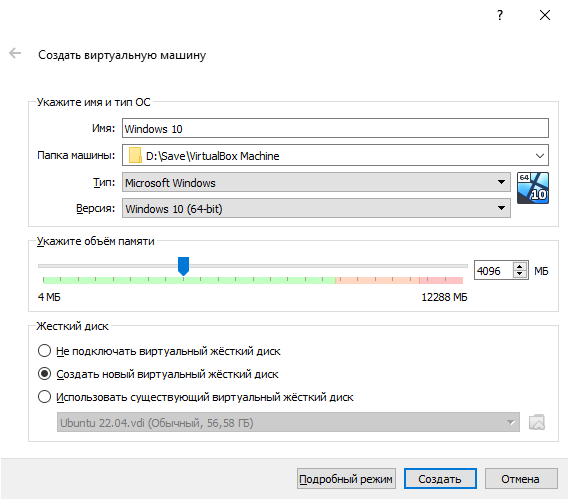 ?
Создать виртуальную машину
Укажите имя и тип ОС
Имя: Windows 10
Папка машины: D:\Save\VirtualBox Machine
Тип: Microsoft Windows 64
10
Версия: Windows 10 (64-bit)
Укажите объём памяти
4096 МБ
4 МБ 12288 МБ
Жесткий диск
Не подключать виртуальный жёсткий диск
Создать новый виртуальный жёсткий диск
Использовать существующий виртуальный жёсткий диск
Ubuntu 22.04.vdi (Обычный, 56,58 ГБ)
Подробный режим Создать Отмена